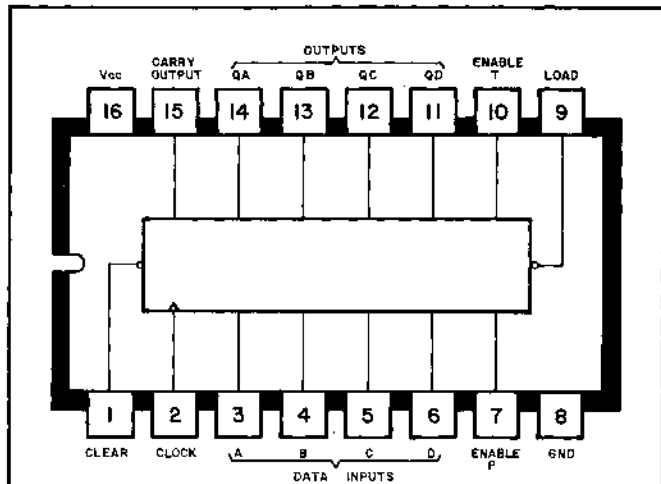 OUTPUTS
Vcc CARRY OUTPUT QA QB QC QD ENABLE T LOAD
16 15 14 13 12 11 10 9
1 2 3 4 5 6 7 8
CLEAR CLOCK A B C D ENABLE P GND
DATA INPUTS